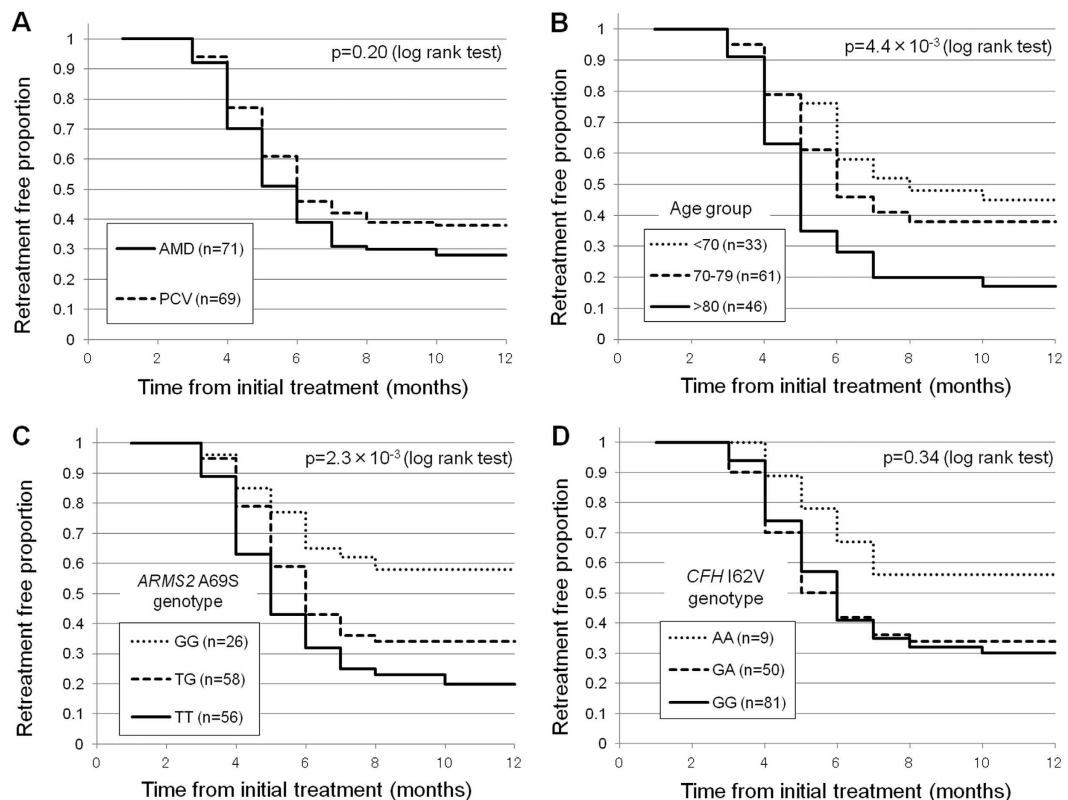 A
p=0.20 (log rank test)
Retreatment free proportion
1
0.9
0.8
0.7
0.6
0.5
0.4
0.3
0.2
0.1
0
AMD (n=71)
PCV (n=69)
0 2 4 6 8 10 12
Time from initial treatment (months)
B
p=4.4×10⁻³ (log rank test)
Retreatment free proportion
1
0.9
0.8
0.7
0.6
0.5
0.4
0.3
0.2
0.1
0
Age group
<70 (n=33)
70-79 (n=61)
>80 (n=46)
0 2 4 6 8 10 12
Time from initial treatment (months)
C
p=2.3×10⁻³ (log rank test)
Retreatment free proportion
1
0.9
0.8
0.7
0.6
0.5
0.4
0.3
0.2
0.1
0
ARMS2 A69S
genotype
GG (n=26)
TG (n=58)
TT (n=56)
0 2 4 6 8 10 12
Time from initial treatment (months)
D
p=0.34 (log rank test)
Retreatment free proportion
1
0.9
0.8
0.7
0.6
0.5
0.4
0.3
0.2
0.1
0
CFH I62V
genotype
AA (n=9)
GA (n=50)
GG (n=81)
0 2 4 6 8 10 12
Time from initial treatment (months)